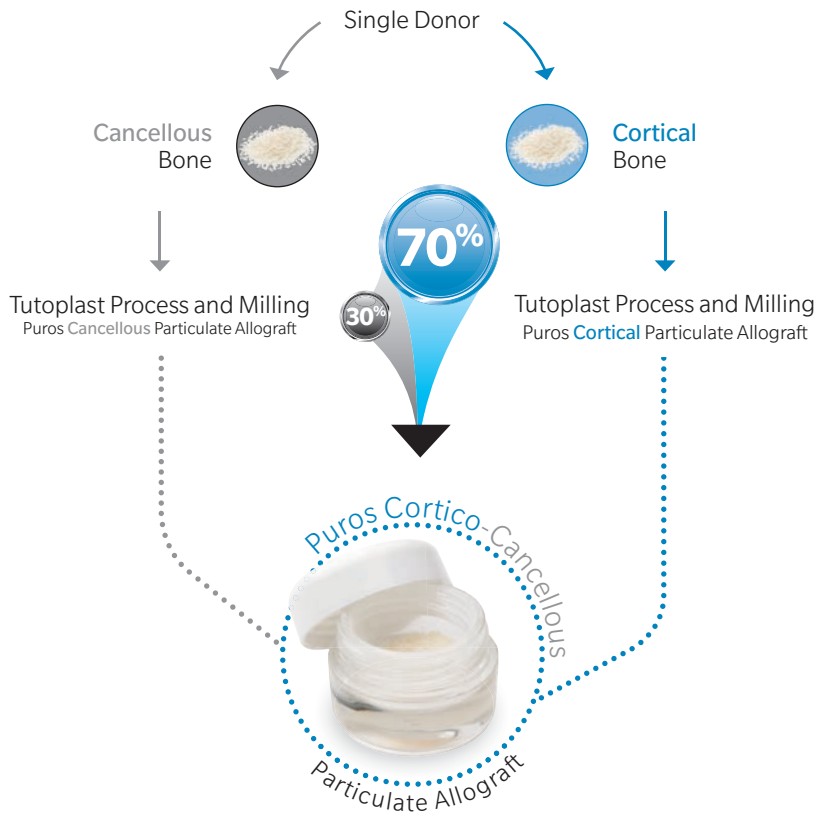 Single Donor
Cancellous
Bone
Cortical
Bone
70%
30%
Tutoplast Process and Milling
Puros Cancellous Particulate Allograft
Tutoplast Process and Milling
Puros Cortical Particulate Allograft
Puros Cortico-Cancellous
Particulate Allograft